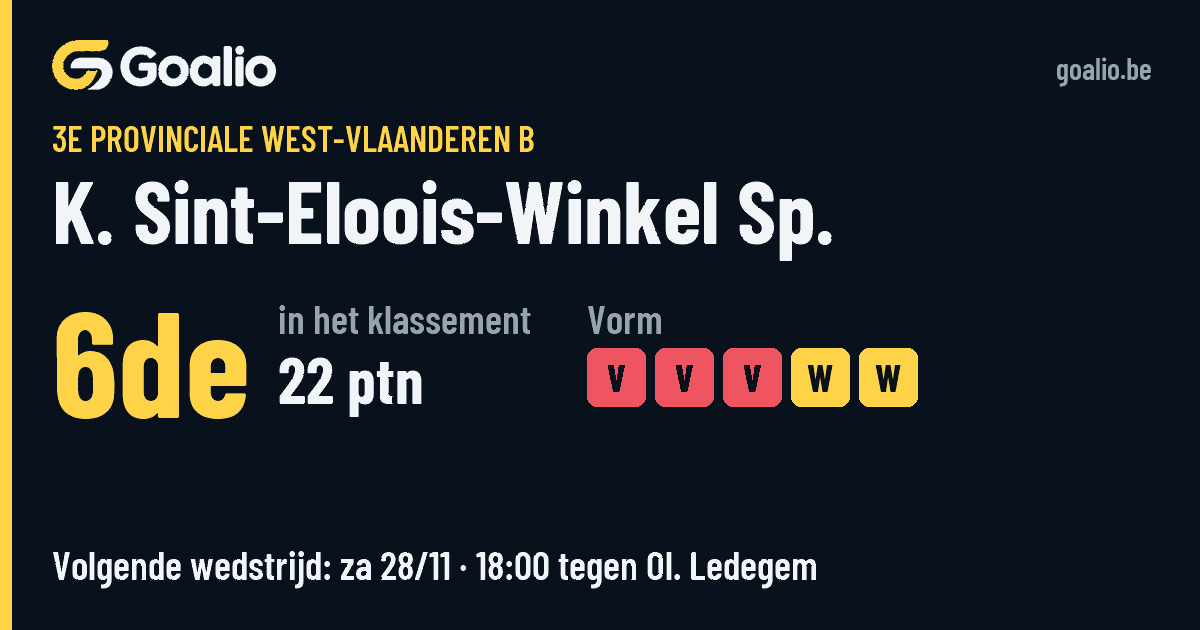 Goalio
goalio.be
3E PROVINCIALE WEST-VLAANDEREN B
K. Sint-Eloois-Winkel Sp.
6de
in het klassement
22 ptn
Vorm
V V V W W
Volgende wedstrijd: za 28/11 · 18:00 tegen Ol. Ledegem